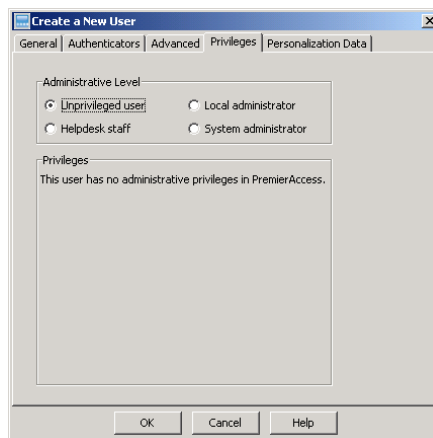 Create a New User
General Authenticators Advanced Privileges Personalization Data
Administrative Level
Unprivileged user Local administrator
Helpdesk staff System administrator
Privileges
This user has no administrative privileges in PremierAccess.
OK Cancel Help